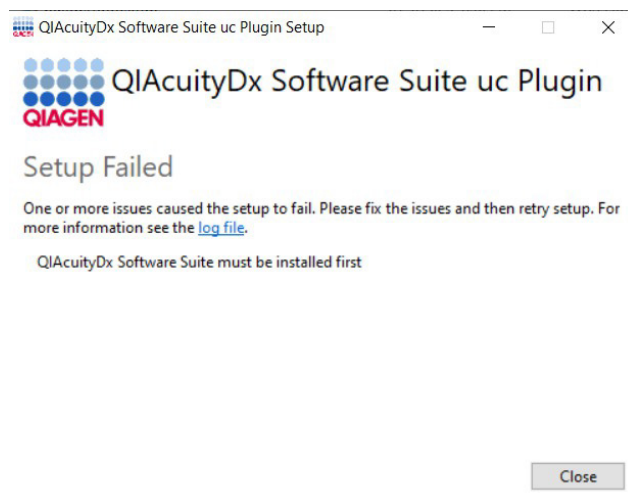 QIAcuityDx Software Suite uc Plugin Setup
QIAcuityDx Software Suite uc Plugin
QIAGEN
Setup Failed
One or more issues caused the setup to fail. Please fix the issues and then retry setup. For
more information see the log file.
QIAcuityDx Software Suite must be installed first
Close